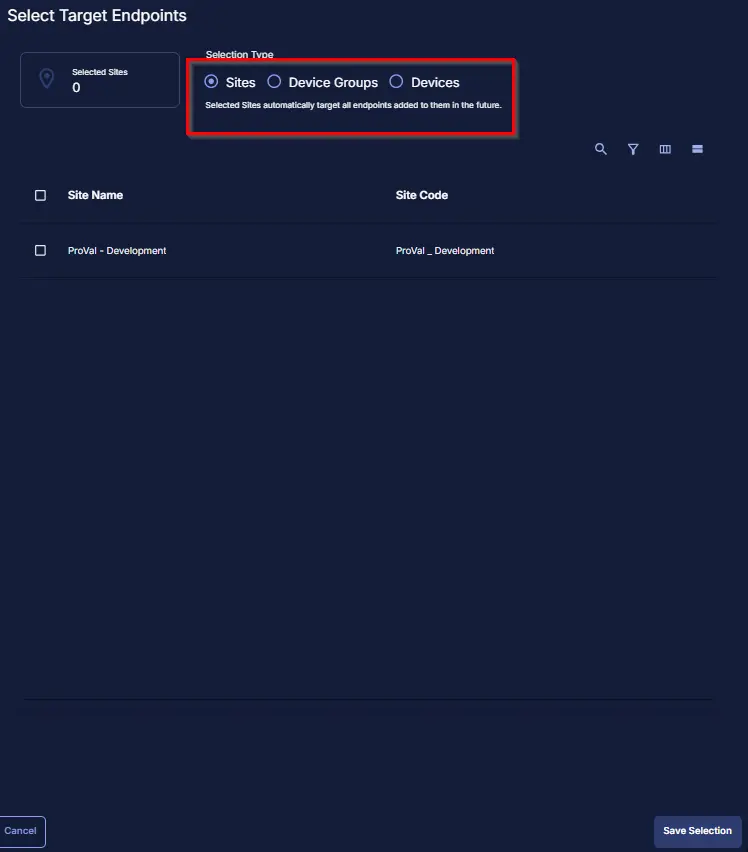 Select Target Endpoints
Selected Sites
0
Selection Type
Sites Device Groups Devices
Selected Sites automatically target all endpoints added to them in the future.
Site Name Site Code
ProVal - Development ProVal _ Development
Cancel Save Selection